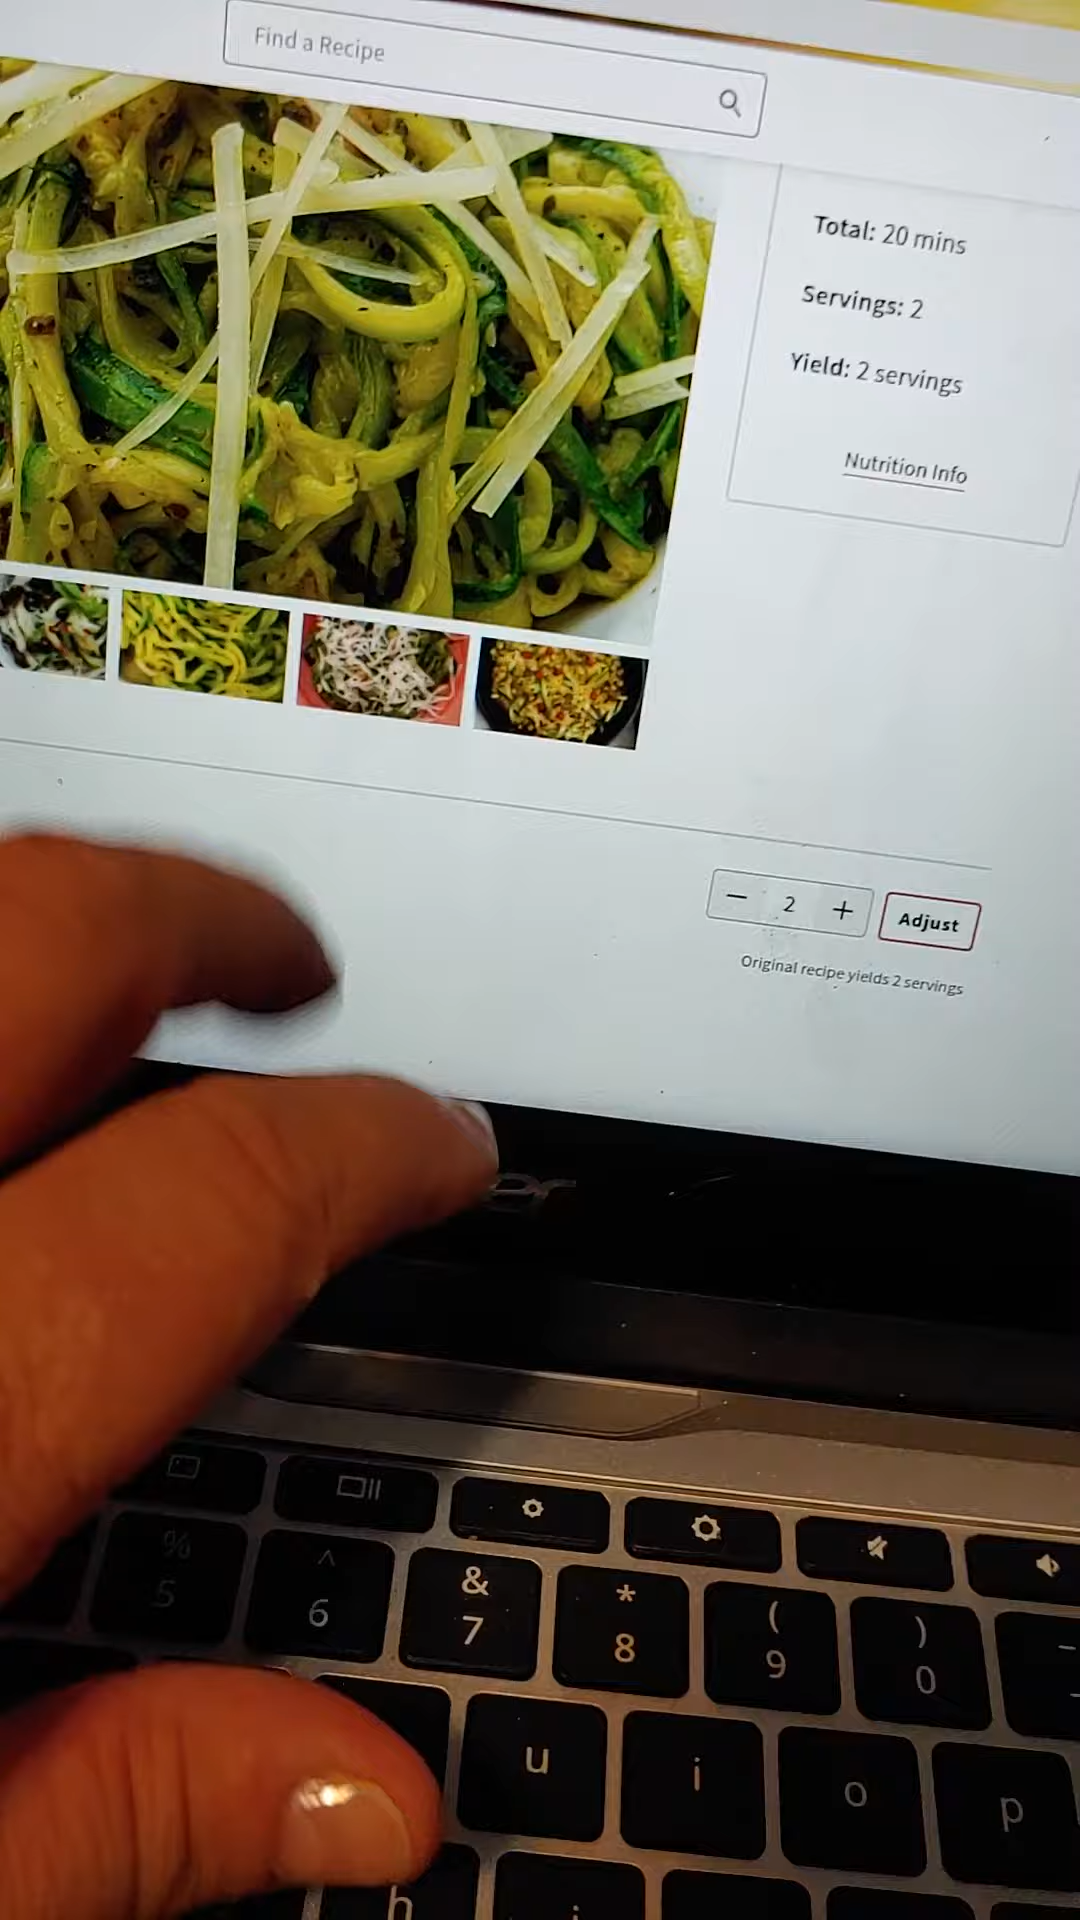 Find a Recipe
Total: 20 mins
Servings: 2
Yield: 2 servings
Nutrition Info
− 2 + Adjust
Original recipe yields 2 servings
% ^ & * ( )
5 6 7 8 9 0
u i o p
h j